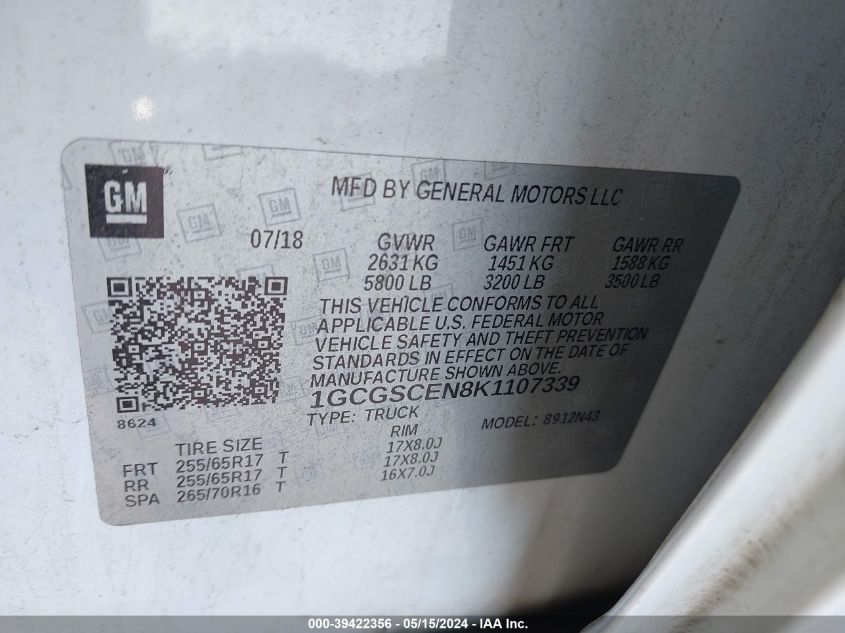 GM
MFD BY GENERAL MOTORS LLC
07/18 GVWR GAWR FRT GAWR RR
2631 KG 1451 KG 1588 KG
5800 LB 3200 LB 3500 LB
THIS VEHICLE CONFORMS TO ALL
APPLICABLE U.S. FEDERAL MOTOR
VEHICLE SAFETY AND THEFT PREVENTION
STANDARDS IN EFFECT ON THE DATE OF
MANUFACTURE SHOWN ABOVE.
1GCGSCEN8K1107339
8624
TYPE: TRUCK MODEL: 8912N43
TIRE SIZE RIM
FRT 255/65R17 T 17X8.0J
RR 255/65R17 T 17X8.0J
SPA 265/70R16 T 16X7.0J
000-39422356 - 05/15/2024 - IAAI Inc.